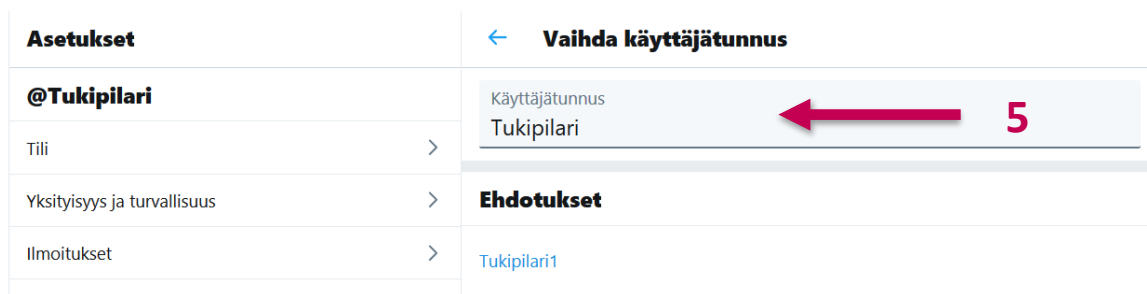 Asetukset
@Tukipilari
Tili
Yksityisyys ja turvallisuus
Ilmoitukset
← Vaihda käyttäjätunnus
Käyttäjätunnus
Tukipilari
5
Ehdotukset
Tukipilari1